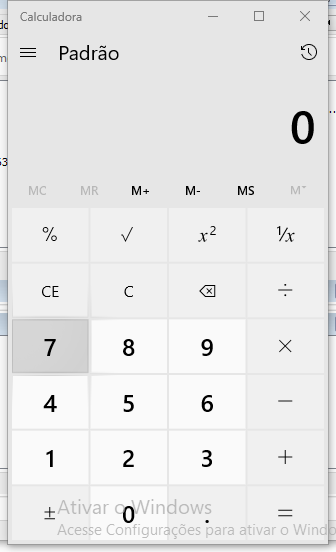 Calculadora
Padrão
0
MC MR M+ M- MS M˅
% √ x² ¹/x
CE C ÷
7 8 9 ×
4 5 6 −
1 2 3 +
± 0 . =
Ativar o Windows
Acesse Configurações para ativar o Windo